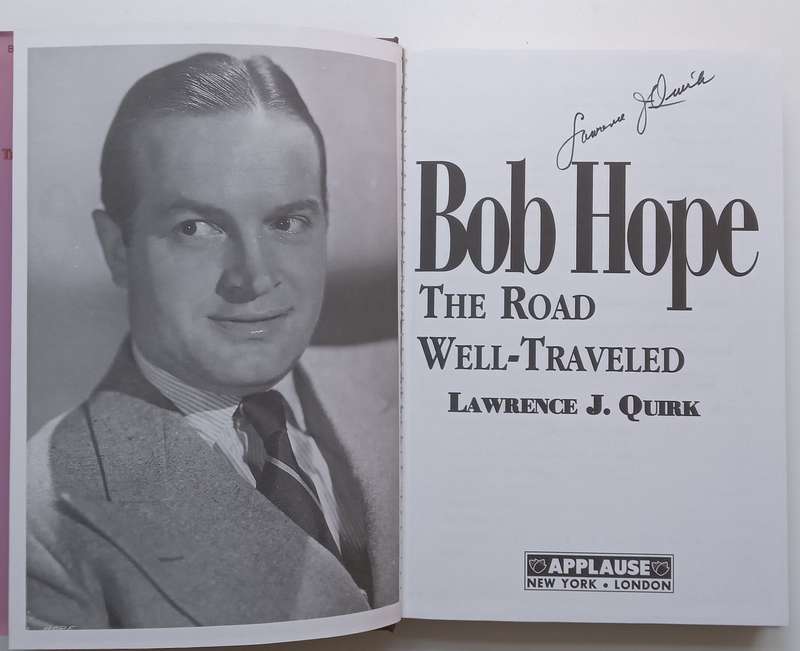 Lawrence J Quirk
Bob Hope
THE ROAD
WELL-TRAVELED
LAWRENCE J. QUIRK
APPLAUSE
NEW YORK • LONDON